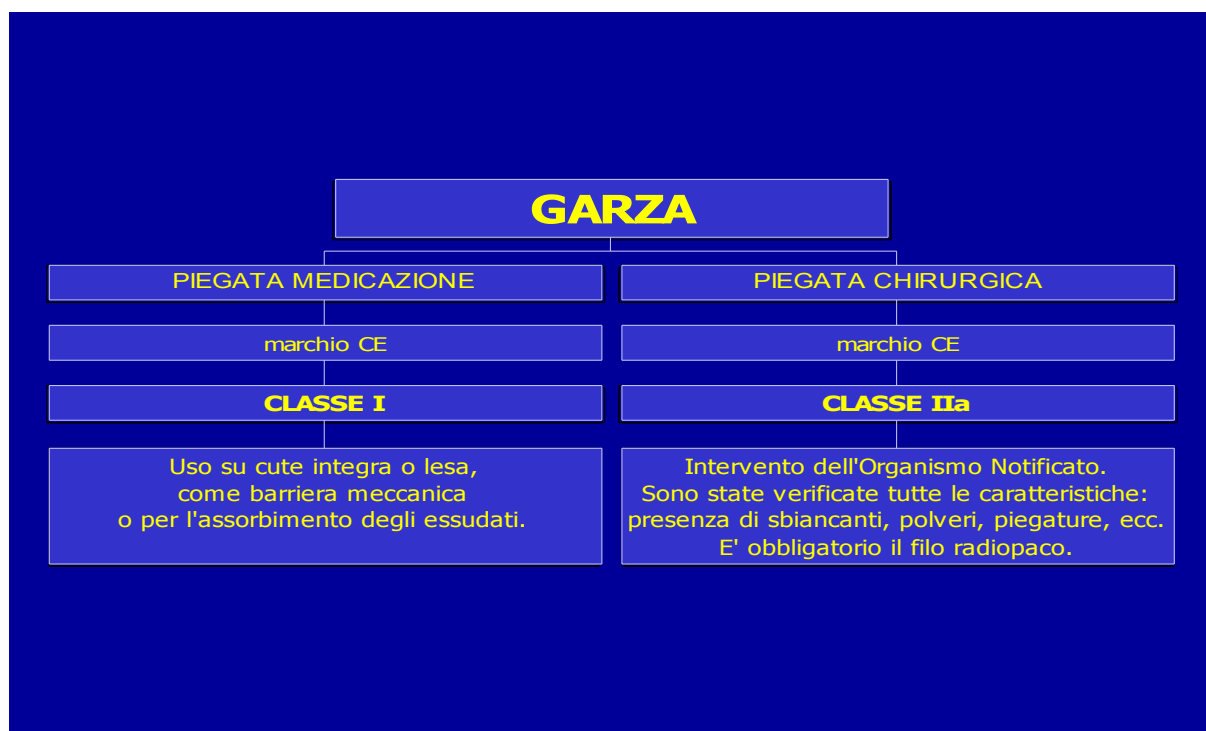 GARZA
PIEGATA MEDICAZIONE
marchio CE
CLASSE I
Uso su cute integra o lesa,
come barriera meccanica
o per l'assorbimento degli essudati.
PIEGATA CHIRURGICA
marchio CE
CLASSE IIa
Intervento dell'Organismo Notificato.
Sono state verificate tutte le caratteristiche:
presenza di sbiancanti, polveri, piegature, ecc.
E' obbligatorio il filo radiopaco.